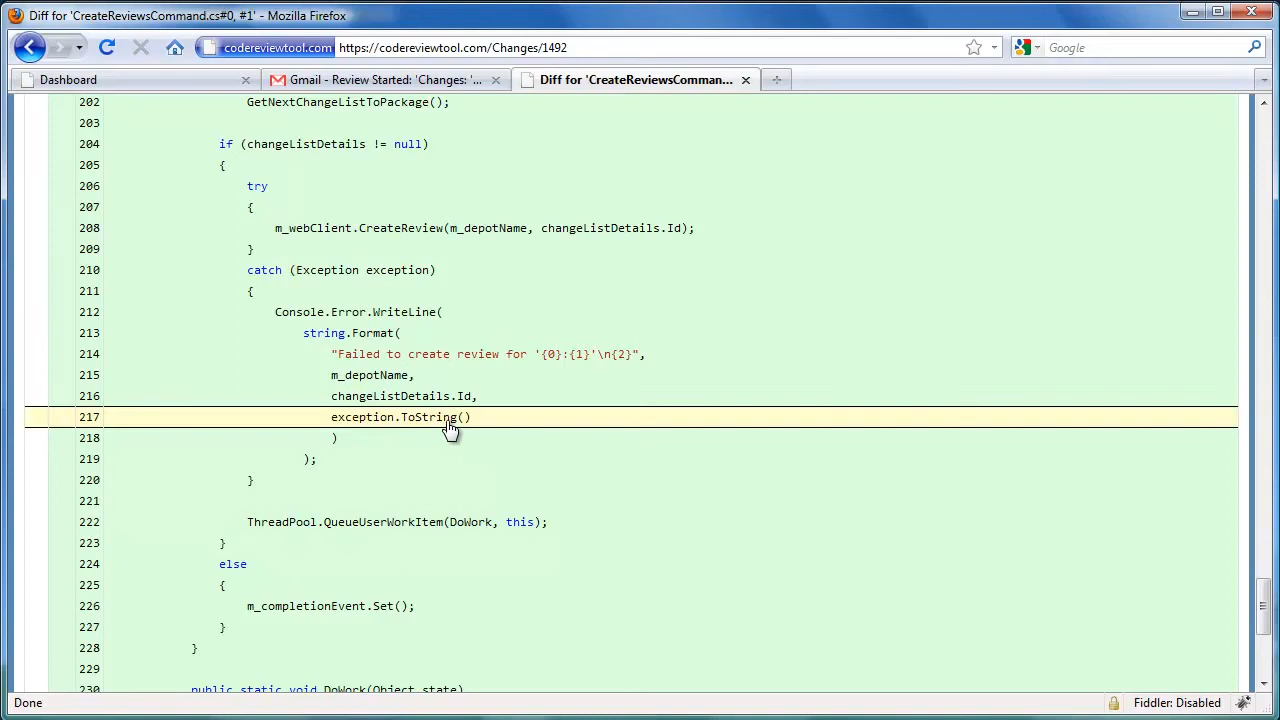 Diff for 'CreateReviewsCommand.cs#0, #1' - Mozilla Firefox
codereviewtool.com https://codereviewtool.com/Changes/1492 Google
Dashboard Gmail - Review Started: 'Changes: '... Diff for 'CreateReviewsComman...
202 GetNextChangeListToPackage();
203
204 if (changeListDetails != null)
205 {
206 try
207 {
208 m_webClient.CreateReview(m_depotName, changeListDetails.Id);
209 }
210 catch (Exception exception)
211 {
212 Console.Error.WriteLine(
213 string.Format(
214 "Failed to create review for '{0}:{1}'\n{2}",
215 m_depotName,
216 changeListDetails.Id,
217 exception.ToString()
218 )
219 );
220 }
221
222 ThreadPool.QueueUserWorkItem(DoWork, this);
223 }
224 else
225 {
226 m_completionEvent.Set();
227 }
228 }
229
230 public static void DoWork(Object state)
Done Fiddler: Disabled